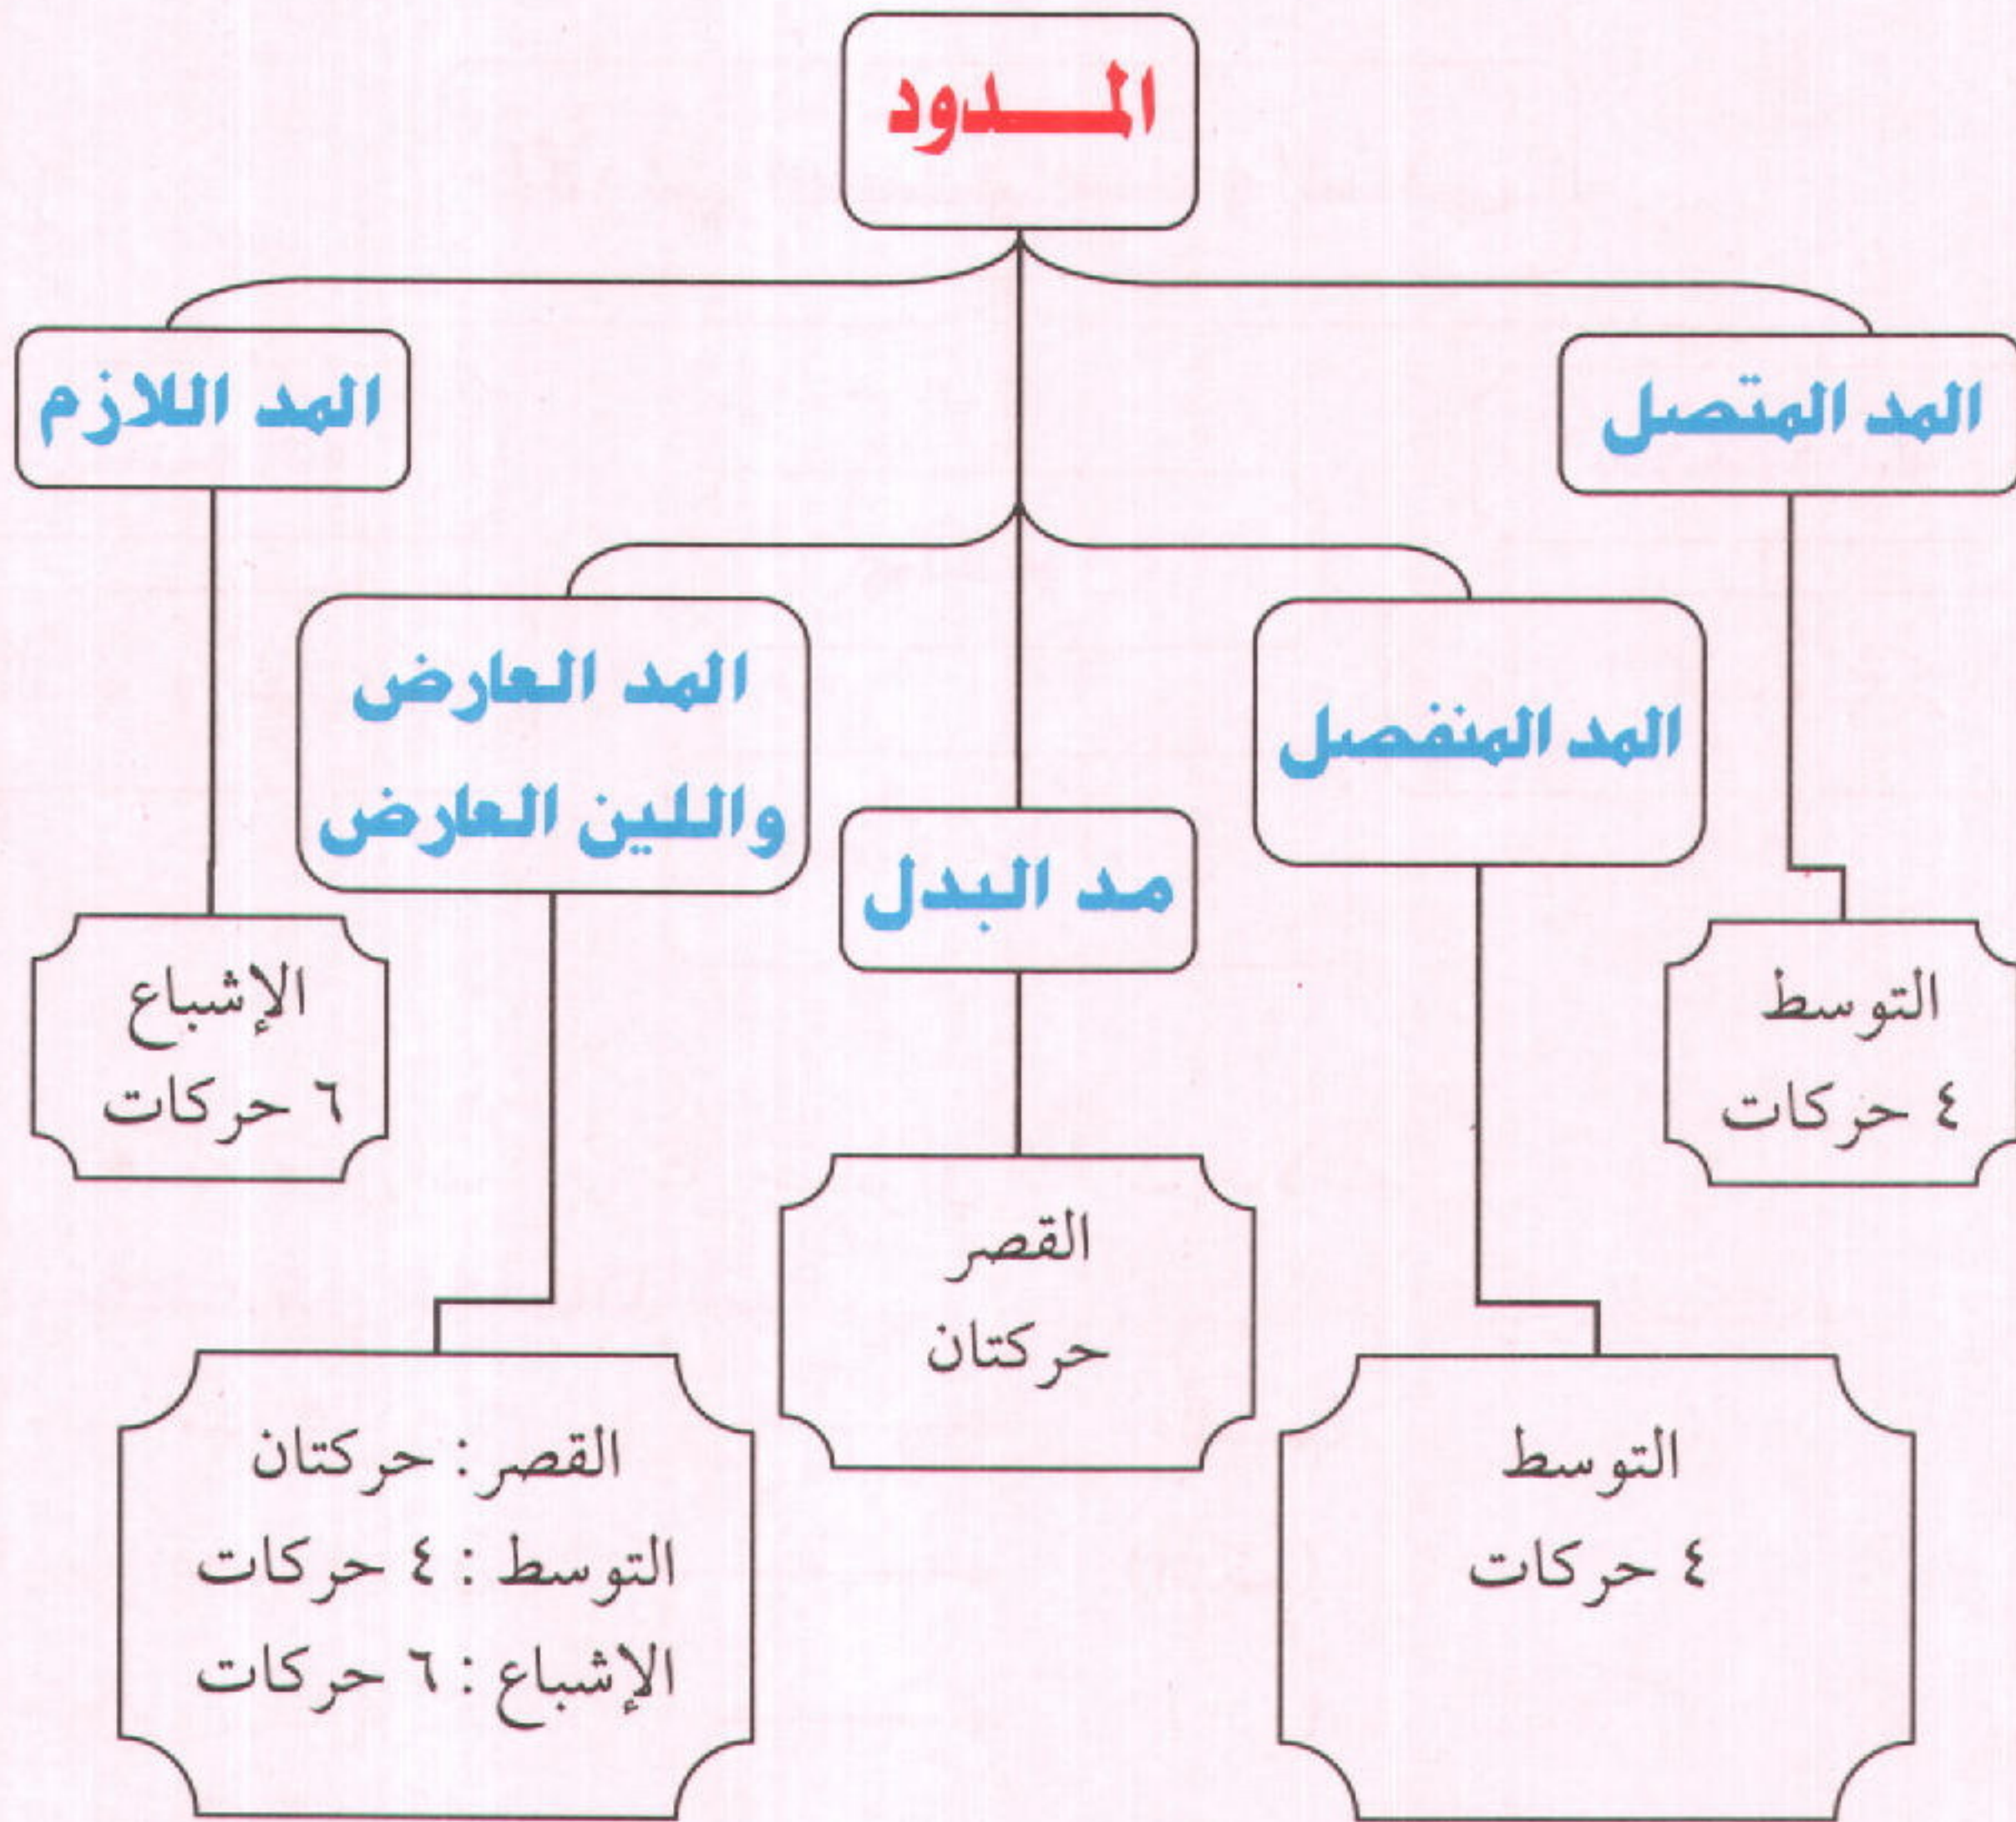 المـــدود
المد المتصل
المد اللازم
المد المنفصل
المد العارض
واللين العارض
مد البدل
التوسط
٤ حركات
الإشباع
٦ حركات
القصر
حركتان
التوسط
٤ حركات
القصر: حركتان
التوسط: ٤ حركات
الإشباع: ٦ حركات